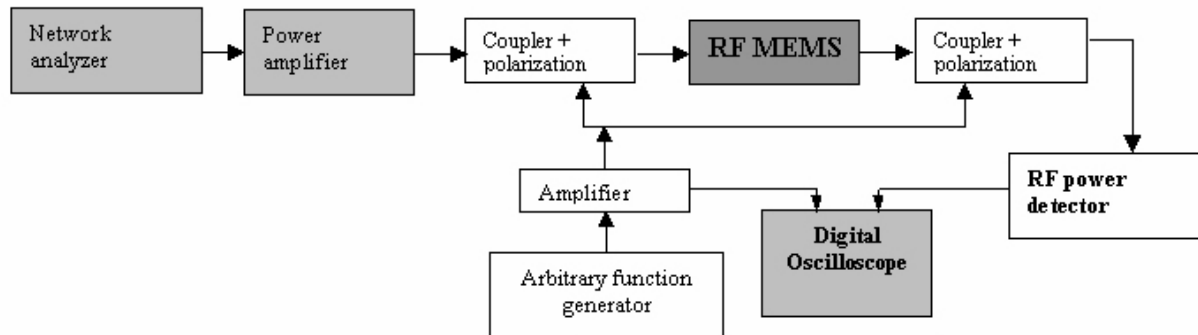 Network
analyzer
Power
amplifier
Coupler +
polarization
RF MEMS
Coupler +
polarization
Amplifier
RF power
detector
Digital
Oscilloscope
Arbitrary function
generator